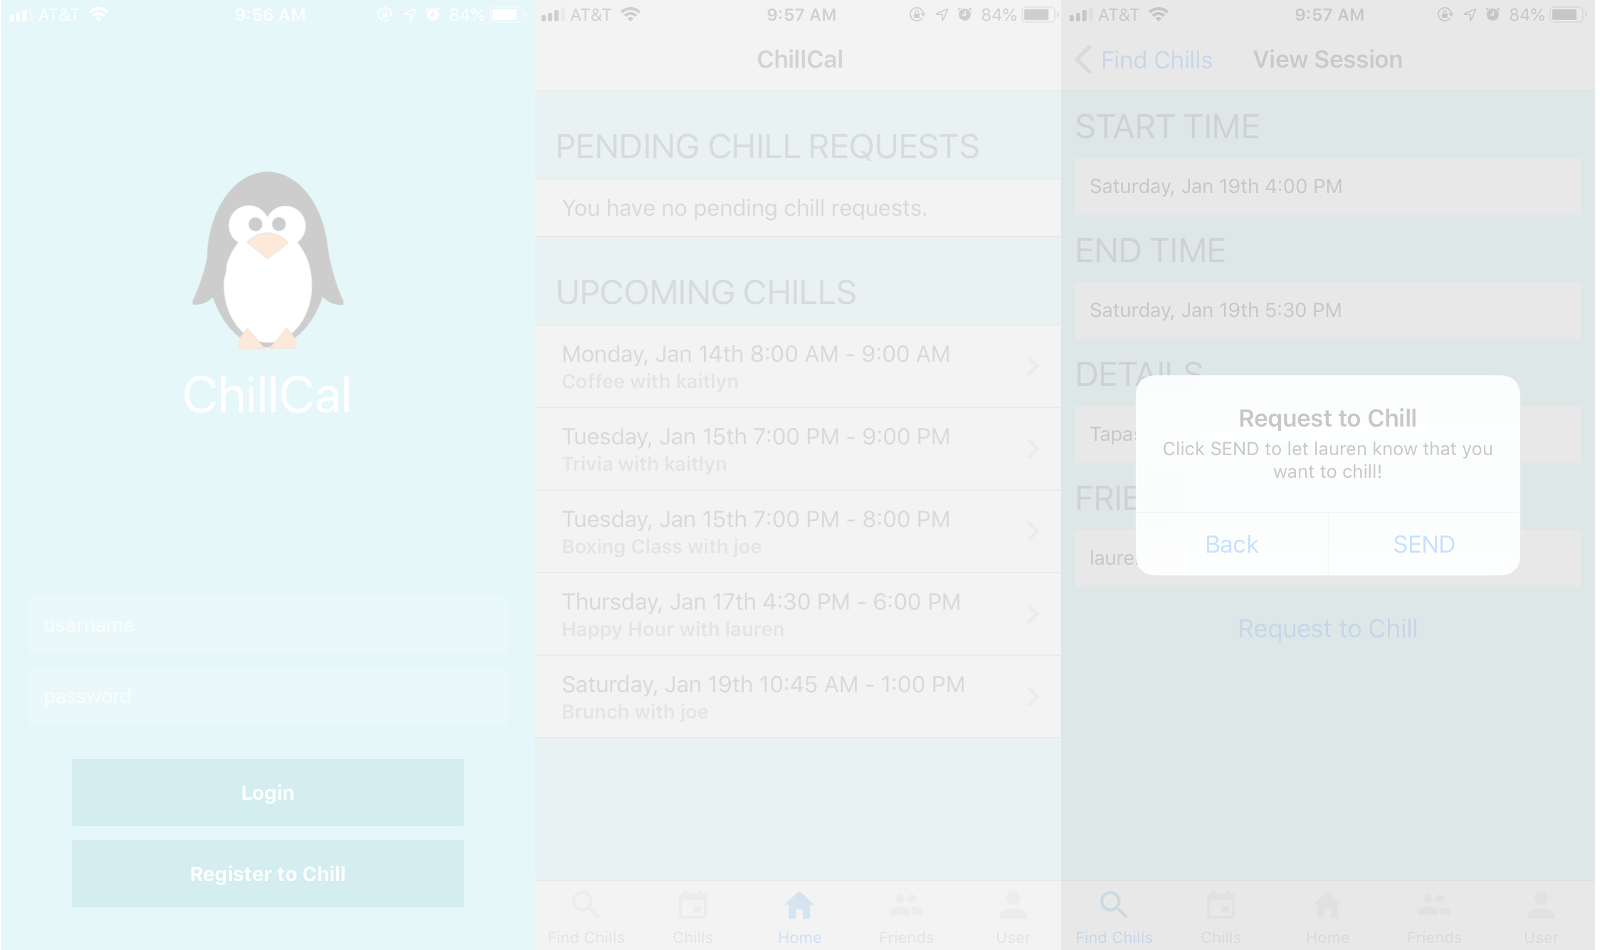 AT&T 9:56 AM 84%
ChillCal
username
password
Login
Register to Chill
AT&T 9:57 AM 84%
ChillCal
PENDING CHILL REQUESTS
You have no pending chill requests.
UPCOMING CHILLS
Monday, Jan 14th 8:00 AM - 9:00 AM
Coffee with kaitlyn
Tuesday, Jan 15th 7:00 PM - 9:00 PM
Trivia with kaitlyn
Tuesday, Jan 15th 7:00 PM - 8:00 PM
Boxing Class with joe
Thursday, Jan 17th 4:30 PM - 6:00 PM
Happy Hour with lauren
Saturday, Jan 19th 10:45 AM - 1:00 PM
Brunch with joe
Find Chills Chills Home Friends User
AT&T 9:57 AM 84%
Find Chills View Session
START TIME
Saturday, Jan 19th 4:00 PM
END TIME
Saturday, Jan 19th 5:30 PM
DETAILS
Tapas
Request to Chill
Click SEND to let lauren know that you
want to chill!
FRIE
Back SEND
laure
Request to Chill
Find Chills Chills Home Friends User